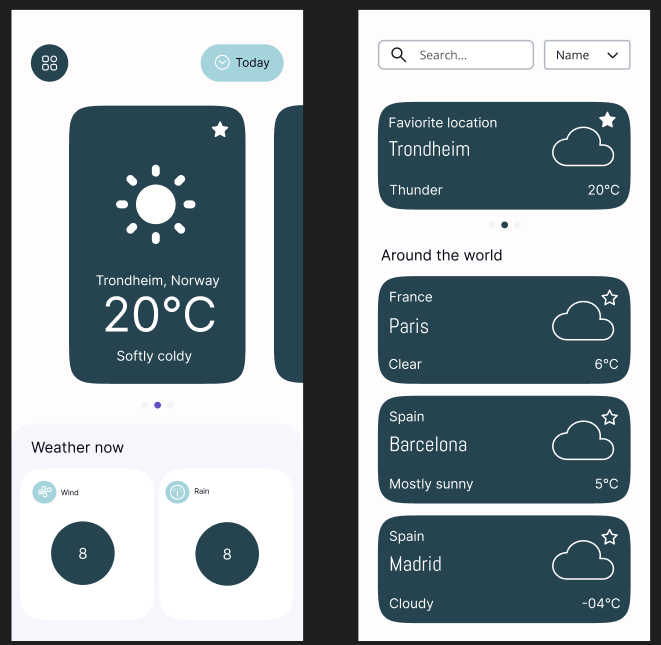 Today
Trondheim, Norway
20°C
Softly coldy
Weather now
Wind
Rain
8
8
Search...
Name
Faviorite location
Trondheim
Thunder
20°C
Around the world
France
Paris
Clear
6°C
Spain
Barcelona
Mostly sunny
5°C
Spain
Madrid
Cloudy
-04°C